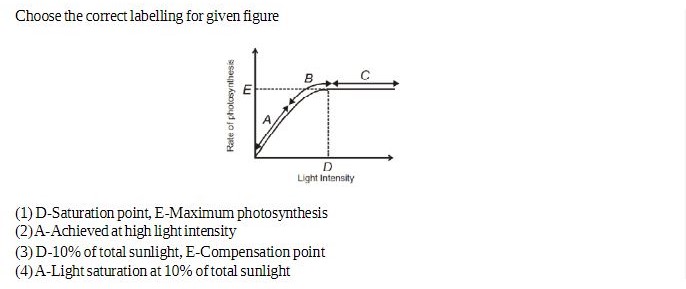 Choose the correct labelling for given figure
Rate of photosynthesis
E
A
B
C
D
Light Intensity
(1) D-Saturation point, E-Maximum photosynthesis
(2) A-Achieved at high light intensity
(3) D-10% of total sunlight, E-Compensation point
(4) A-Light saturation at 10% of total sunlight